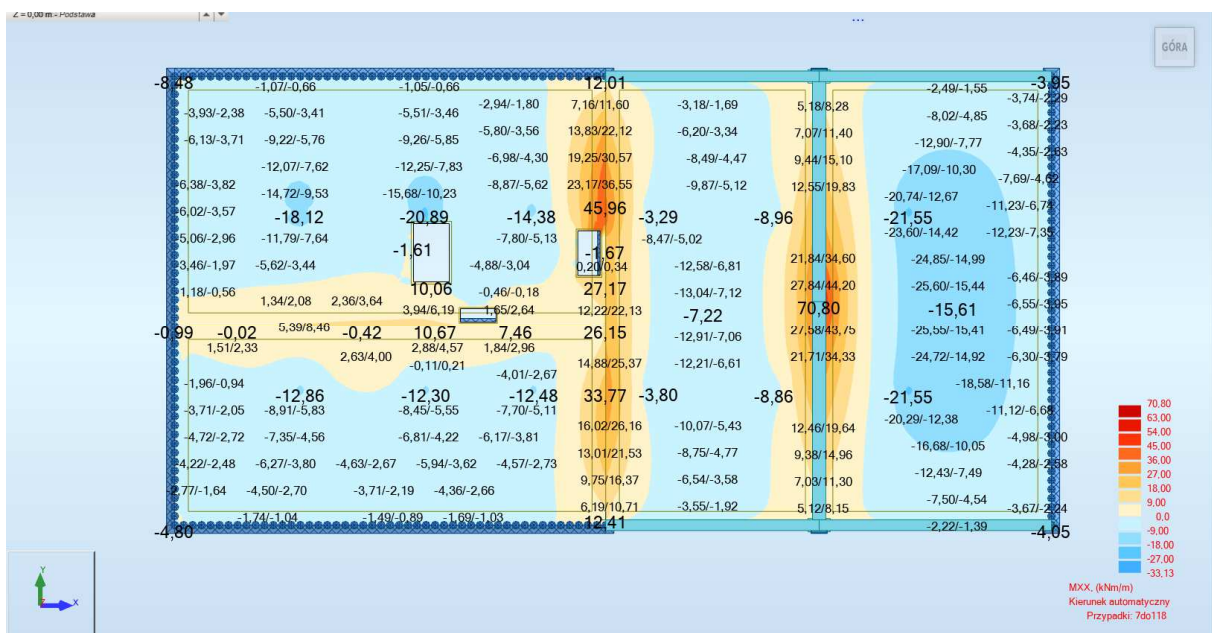 Z = 0,00 m - Podstawa
...
GÓRA
-8,48 -1,07/-0,66 -1,05/-0,66 12,01 -2,49/-1,55 -3,95
-3,93/-2,38 -5,50/-3,41 -5,51/-3,46 -2,94/-1,80 7,16/11,60 -3,18/-1,69 5,18/8,28 -8,02/-4,85 -3,74/-2,29
-6,13/-3,71 -9,22/-5,76 -9,26/-5,85 -5,80/-3,56 13,83/22,12 -6,20/-3,34 7,07/11,40 -12,90/-7,77 -3,68/-2,23
-12,07/-7,62 -12,25/-7,83 -6,98/-4,30 19,25/30,57 -8,49/-4,47 9,44/15,10 -17,09/-10,30 -4,35/-2,63
-6,38/-3,82 -14,72/-9,53 -15,68/-10,23 -8,87/-5,62 23,17/36,55 -9,87/-5,12 12,55/19,83 -20,74/-12,67 -7,69/-4,62
-6,02/-3,57 -18,12 -20,89 -14,38 45,96 -3,29 -8,96 -21,55 -11,23/-6,74
-5,06/-2,96 -11,79/-7,64 -1,61 -7,80/-5,13 -1,67 -8,47/-5,02 -23,60/-14,42 -12,23/-7,35
-3,46/-1,97 -5,62/-3,44 -4,88/-3,04 0,20/0,34 -12,58/-6,81 21,84/34,60 -24,85/-14,99 -6,46/-3,89
-1,18/-0,56 10,06 -0,46/-0,18 27,17 -13,04/-7,12 27,84/44,20 -25,60/-15,44
1,34/2,08 2,36/3,64 3,94/6,19 1,65/2,64 12,22/22,13 -7,22 70,80 -15,61 -6,55/-3,95
-0,99 -0,02 5,39/8,46 -0,42 10,67 7,46 26,15 -12,91/-7,06 27,58/43,75 -25,55/-15,41 -6,49/-3,91
1,51/2,33 2,63/4,00 2,88/4,57 1,84/2,96 14,88/25,37 -12,21/-6,61 21,71/34,33 -24,72/-14,92 -6,30/-3,79
-0,11/0,21 -4,01/-2,67
-1,96/-0,94 -12,86 -12,30 -12,48 33,77 -3,80 -8,86 -21,55 -18,58/-11,16
-3,71/-2,05 -8,91/-5,83 -8,45/-5,55 -7,70/-5,11 -20,29/-12,38 -11,12/-6,68
-4,72/-2,72 -7,35/-4,56 -6,81/-4,22 -6,17/-3,81 16,02/26,16 -10,07/-5,43 12,46/19,64 -16,68/-10,05 -4,98/-3,00
-4,22/-2,48 -6,27/-3,80 -4,63/-2,67 -5,94/-3,62 -4,57/-2,73 13,01/21,53 -8,75/-4,77 9,38/14,96 -12,43/-7,49 -4,28/-2,58
-2,77/-1,64 -4,50/-2,70 -3,71/-2,19 -4,36/-2,66 9,75/16,37 -6,54/-3,58 7,03/11,30 -7,50/-4,54
-1,74/-1,04 -1,49/-0,89 -1,69/-1,03 6,19/10,71 -3,55/-1,92 5,12/8,15 -3,67/-2,24
-4,80 12,41 -2,22/-1,39 -4,05
70,80
63,00
54,00
45,00
36,00
27,00
18,00
9,00
0,0
-9,00
-18,00
-27,00
-33,13
MXX, (kNm/m)
Kierunek automatyczny
Przypadki: 7do118
Y
X